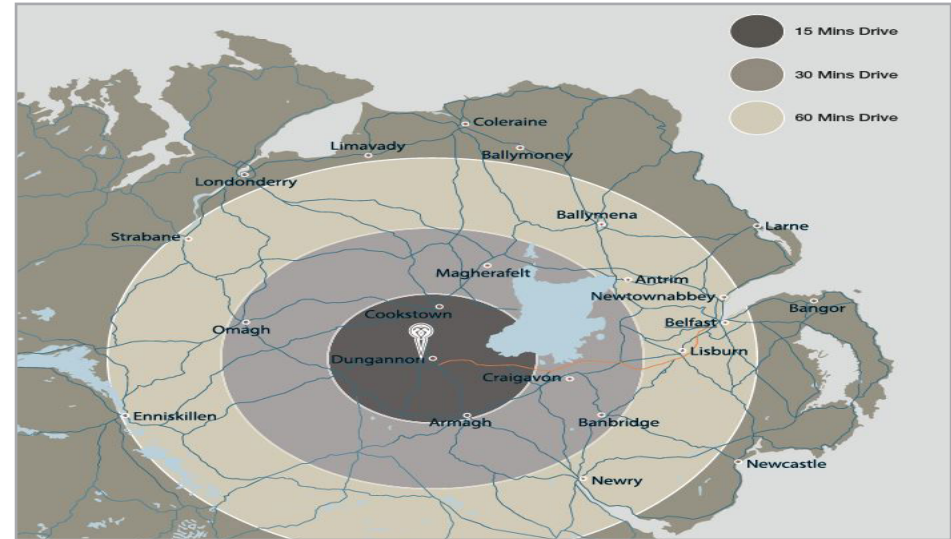 15 Mins Drive
30 Mins Drive
60 Mins Drive
Coleraine
Limavady
Ballymoney
Londonderry
Ballymena
Larne
Strabane
Magherafelt
Antrim
Newtownabbey
Bangor
Cookstown
Omagh
Belfast
Lisburn
Dungannon
Craigavon
Enniskillen
Armagh
Banbridge
Newcastle
Newry